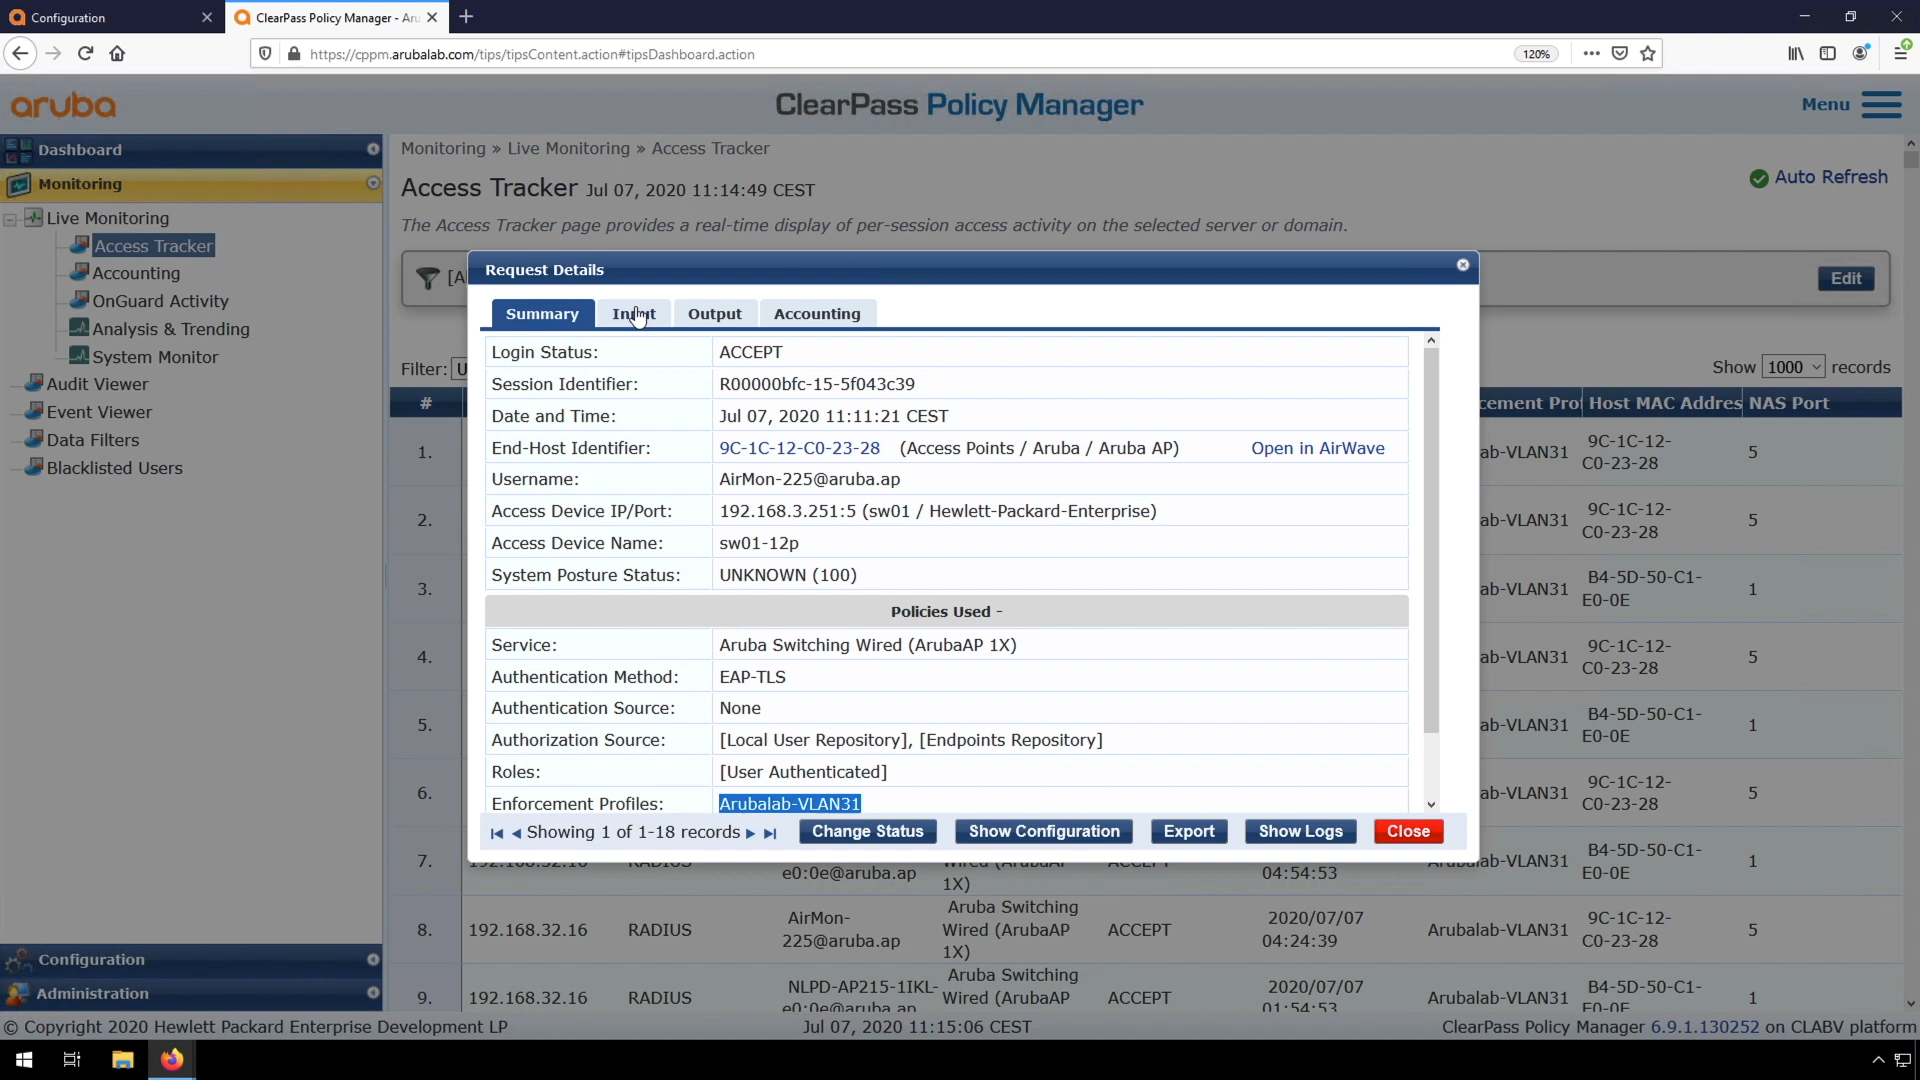 Configuration
ClearPass Policy Manager - Aru
https://cppm.arubalab.com/tips/tipsContent.action#tipsDashboard.action
120%
aruba
ClearPass Policy Manager
Menu
Dashboard
Monitoring
Live Monitoring
Access Tracker
Accounting
OnGuard Activity
Analysis & Trending
System Monitor
Audit Viewer
Event Viewer
Data Filters
Blacklisted Users
Configuration
Administration
Monitoring » Live Monitoring » Access Tracker
Access Tracker Jul 07, 2020 11:14:49 CEST
Auto Refresh
The Access Tracker page provides a real-time display of per-session access activity on the selected server or domain.
Edit
Filter:
Show 1000 records
# Host MAC Addres NAS Port
Request Details
Summary Input Output Accounting
Login Status: ACCEPT
Session Identifier: R00000bfc-15-5f043c39
Date and Time: Jul 07, 2020 11:11:21 CEST
End-Host Identifier: 9C-1C-12-C0-23-28 (Access Points / Aruba / Aruba AP) Open in AirWave
Username: AirMon-225@aruba.ap
Access Device IP/Port: 192.168.3.251:5 (sw01 / Hewlett-Packard-Enterprise)
Access Device Name: sw01-12p
System Posture Status: UNKNOWN (100)
Policies Used -
Service: Aruba Switching Wired (ArubaAP 1X)
Authentication Method: EAP-TLS
Authentication Source: None
Authorization Source: [Local User Repository], [Endpoints Repository]
Roles: [User Authenticated]
Enforcement Profiles: Arubalab-VLAN31
Showing 1 of 1-18 records Change Status Show Configuration Export Show Logs Close
1. ab-VLAN31 9C-1C-12-
C0-23-28 5
2. ab-VLAN31 9C-1C-12-
C0-23-28 5
3. ab-VLAN31 B4-5D-50-C1-
E0-0E 1
4. ab-VLAN31 9C-1C-12-
C0-23-28 5
5. ab-VLAN31 B4-5D-50-C1-
E0-0E 1
6. ab-VLAN31 9C-1C-12-
C0-23-28 5
7. ab-VLAN31 B4-5D-50-C1-
E0-0E 1
e0:0e@aruba.ap
1X)
04:54:53
8. 192.168.32.16 RADIUS AirMon-
225@aruba.ap
Aruba Switching
Wired (ArubaAP
1X)
ACCEPT 2020/07/07
04:24:39
Arubalab-VLAN31 9C-1C-12-
C0-23-28 5
9. 192.168.32.16 RADIUS NLPD-AP215-1IKL-
e0:0e@aruba.ap
Aruba Switching
Wired (ArubaAP
ACCEPT 2020/07/07
01:54:53
Arubalab-VLAN31 B4-5D-50-C1-
E0-0E 1
© Copyright 2020 Hewlett Packard Enterprise Development LP
Jul 07, 2020 11:15:06 CEST
ClearPass Policy Manager 6.9.1.130252 on CLABV platform